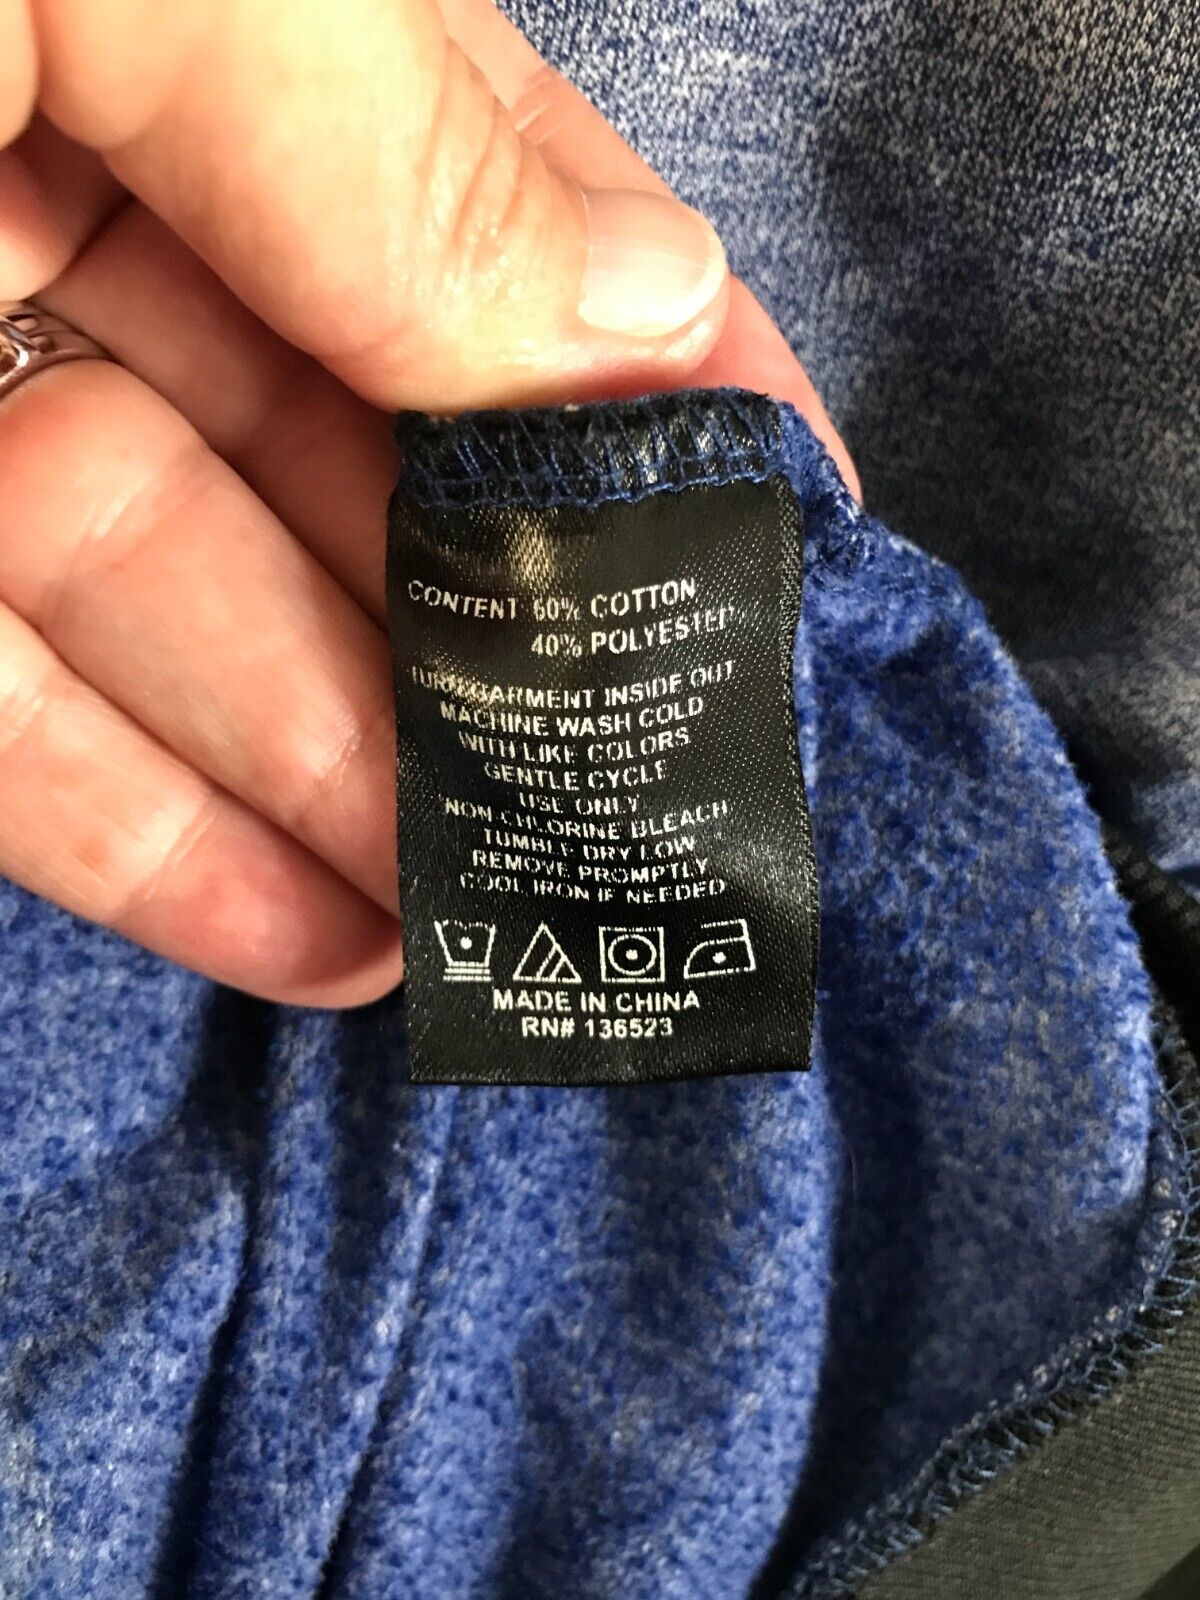 CONTENT 60% COTTON
40% POLYESTER
TURN GARMENT INSIDE OUT
MACHINE WASH COLD
WITH LIKE COLORS
GENTLE CYCLE
USE ONLY
NON-CHLORINE BLEACH
TUMBLE DRY LOW
REMOVE PROMPTLY
COOL IRON IF NEEDED
MADE IN CHINA
RN# 136523